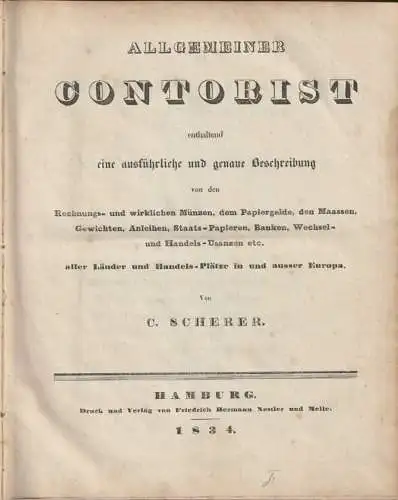 ALLGEMEINER
CONTORIST
enthaltend
eine ausführliche und genaue Beschreibung
von den
Rechnungs- und wirklichen Münzen, dem Papiergelde, den Maassen,
Gewichten, Anleihen, Staats-Papieren, Banken, Wechsel-
und Handels-Usanzen etc.
aller Länder und Handels-Plätze in und ausser Europa.
Von
C. SCHERER.
HAMBURG.
Druck und Verlag von Friedrich Hermann Nestler und Melle.
1834.